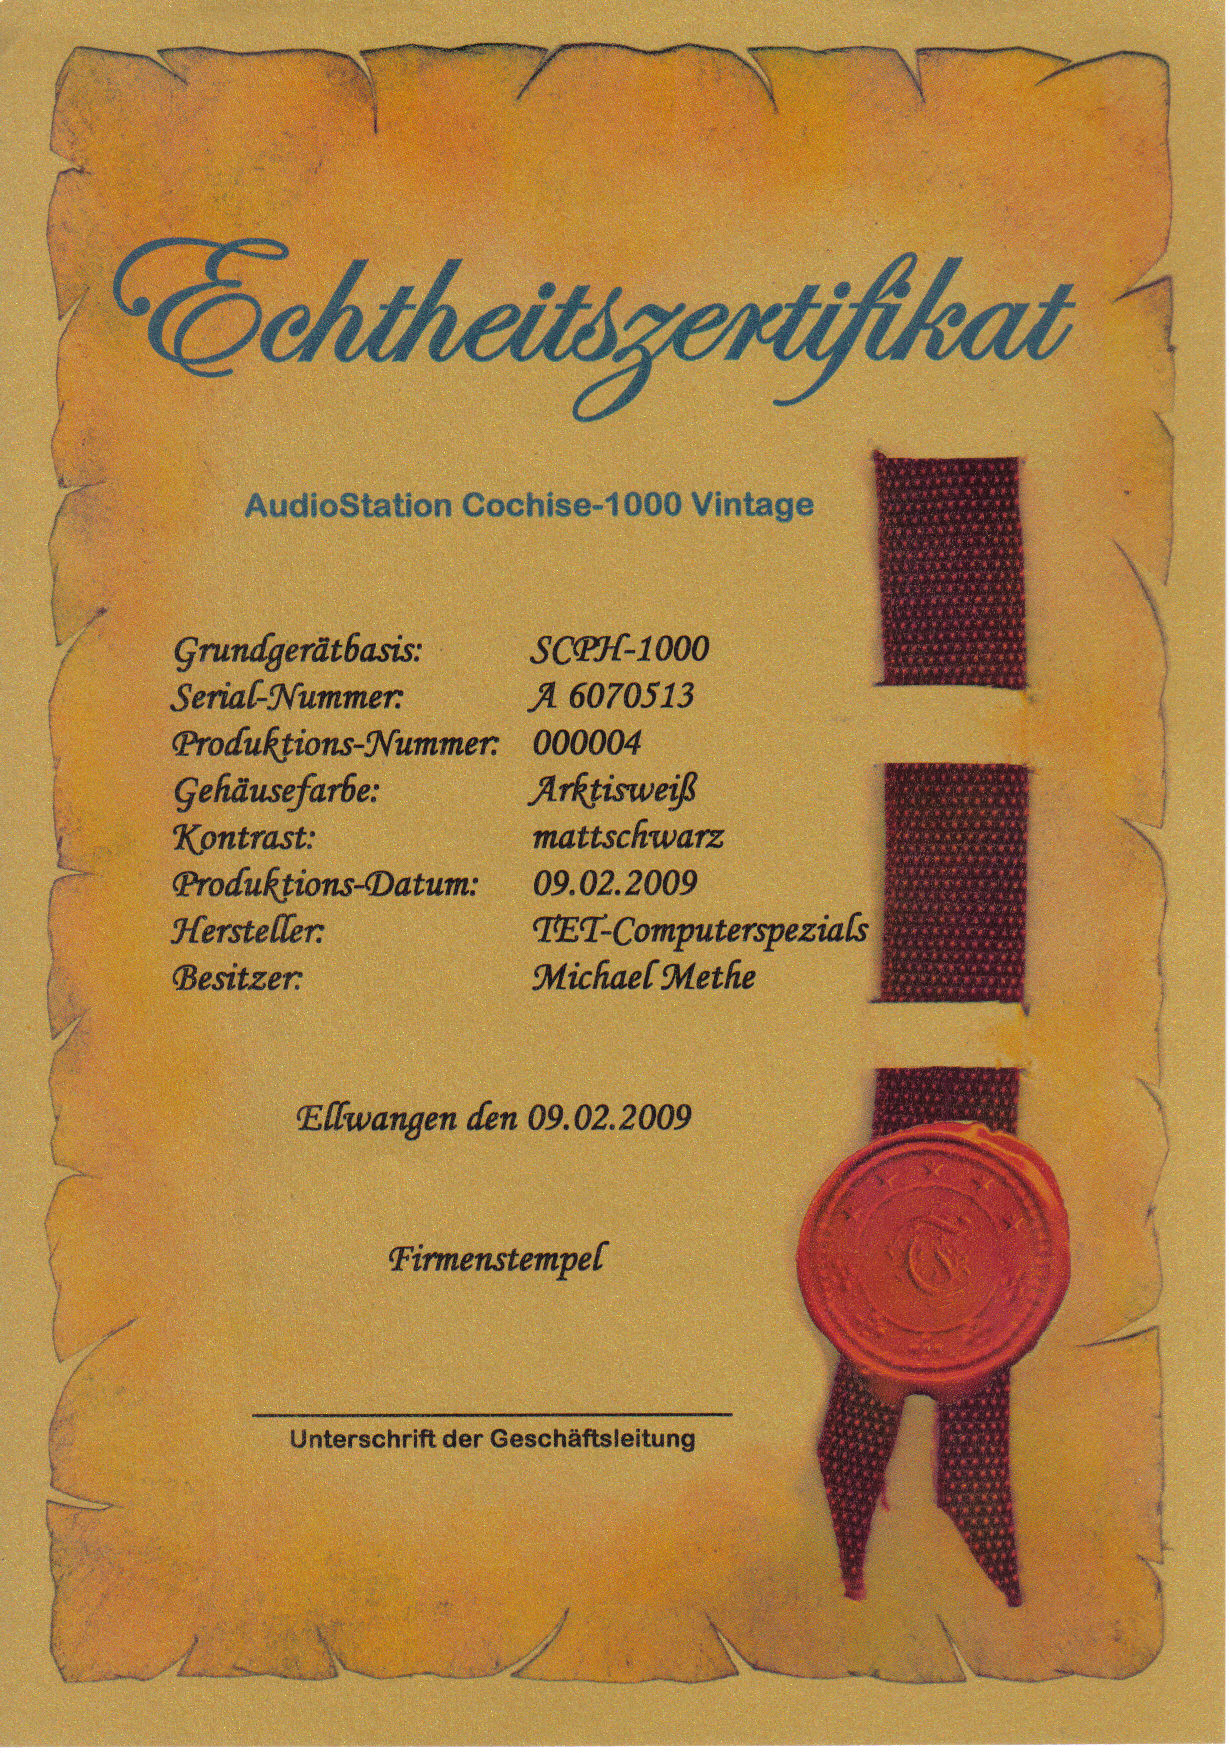 Echtheitszertifikat
AudioStation Cochise-1000 Vintage
Grundgerätbasis: SCPH-1000
Serial-Nummer: A 6070513
Produktions-Nummer: 000004
Gehäusefarbe: Arktisweiß
Kontrast: mattschwarz
Produktions-Datum: 09.02.2009
Hersteller: TET-Computerspezials
Besitzer: Michael Methe
Ellwangen den 09.02.2009
Firmenstempel
Unterschrift der Geschäftsleitung